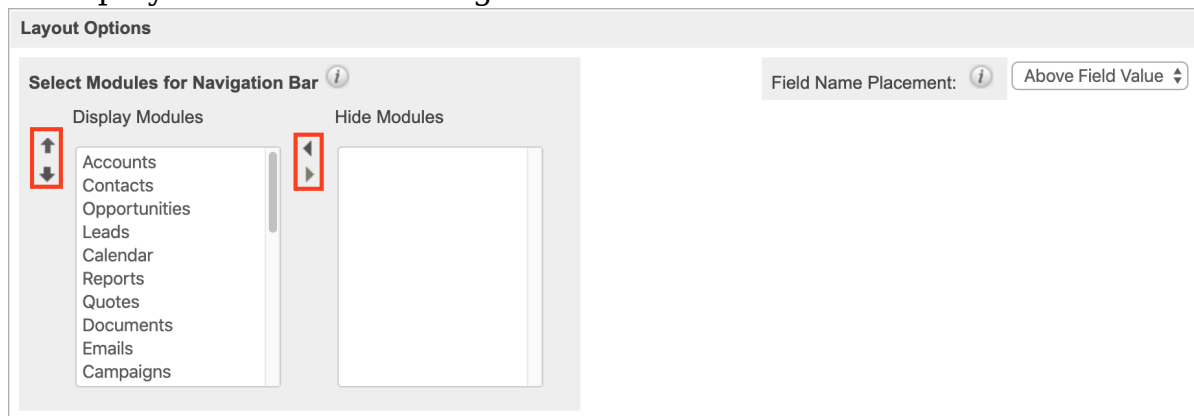 Layout Options
Select Modules for Navigation Bar i
Field Name Placement: i Above Field Value
Display Modules Hide Modules
Accounts
Contacts
Opportunities
Leads
Calendar
Reports
Quotes
Documents
Emails
Campaigns